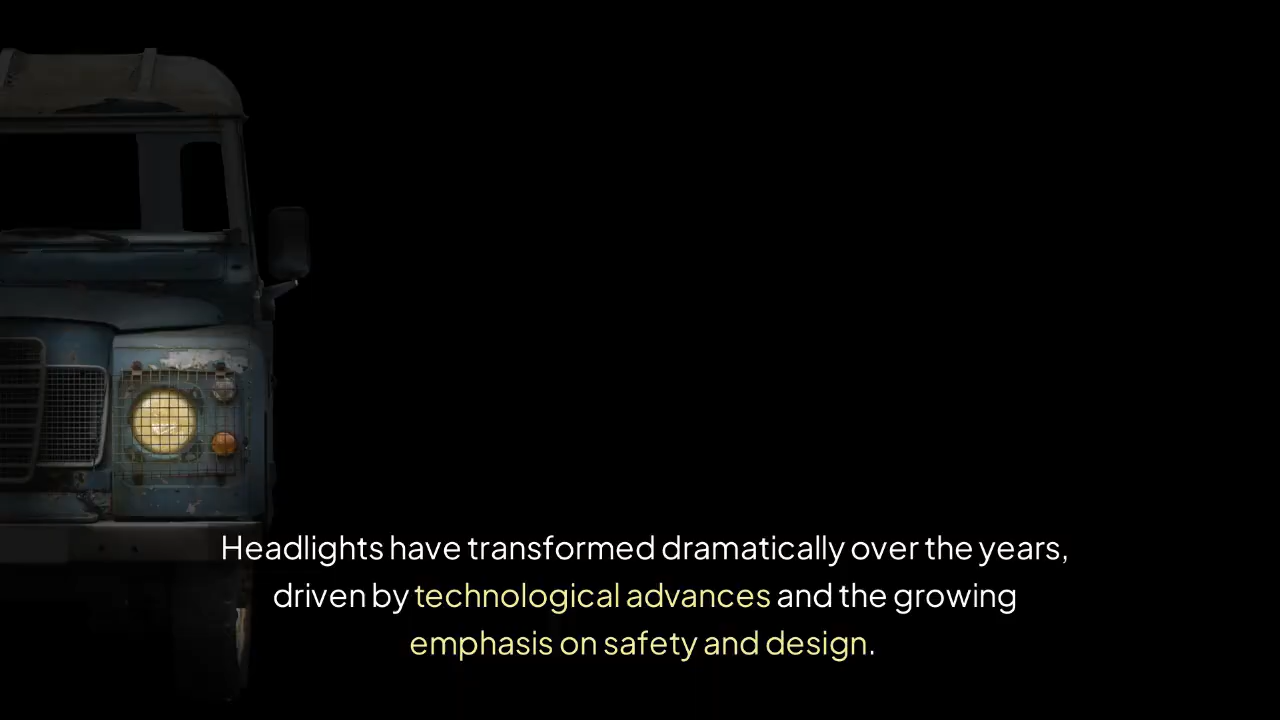 Headlights have transformed dramatically over the years,
driven by technological advances and the growing
emphasis on safety and design.